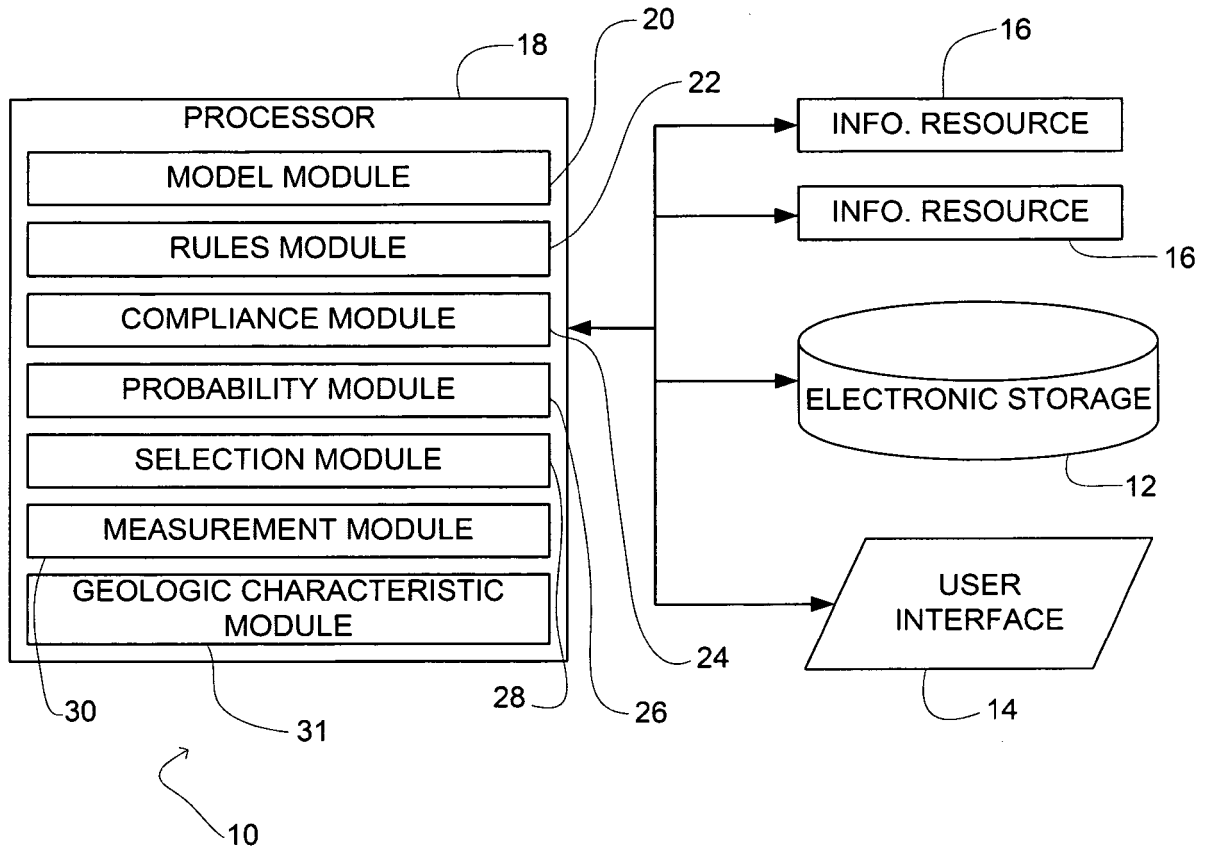 18
20
22
16
PROCESSOR
MODEL MODULE
RULES MODULE
COMPLIANCE MODULE
PROBABILITY MODULE
SELECTION MODULE
MEASUREMENT MODULE
GEOLOGIC CHARACTERISTIC
MODULE
INFO. RESOURCE
INFO. RESOURCE
16
ELECTRONIC STORAGE
12
USER
INTERFACE
14
30
31
28
26
24
10